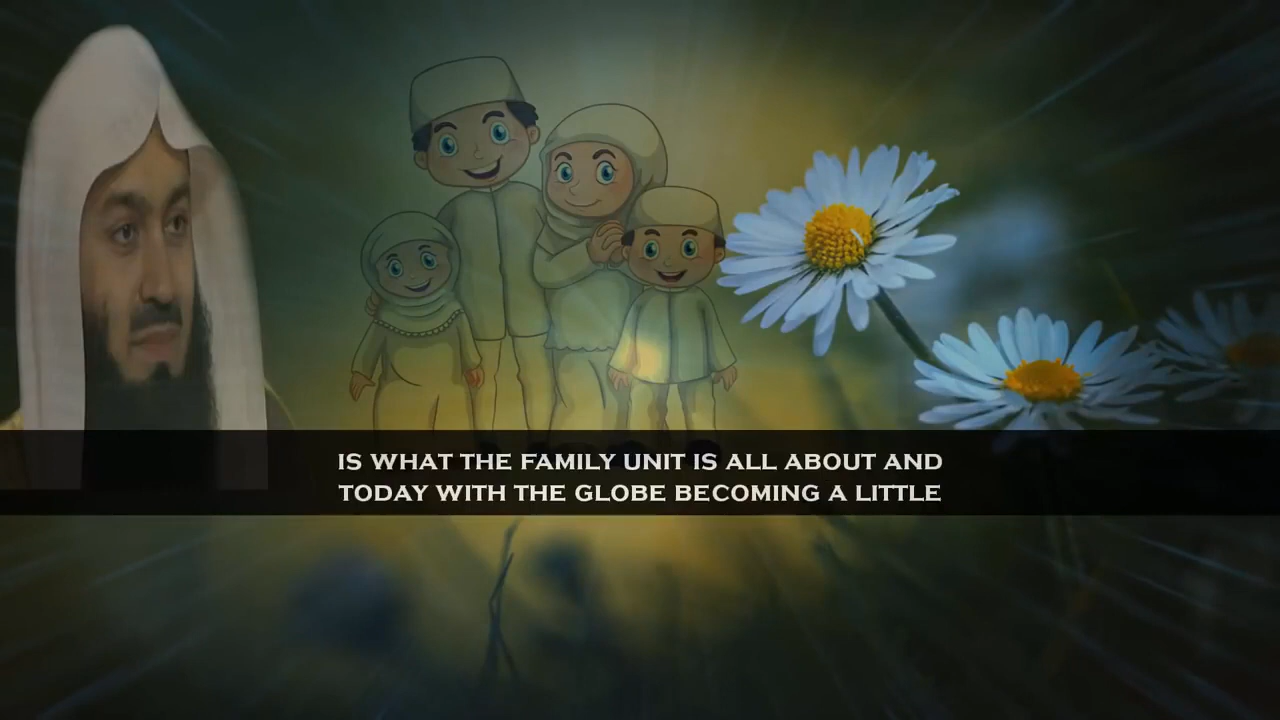 IS WHAT THE FAMILY UNIT IS ALL ABOUT AND
TODAY WITH THE GLOBE BECOMING A LITTLE